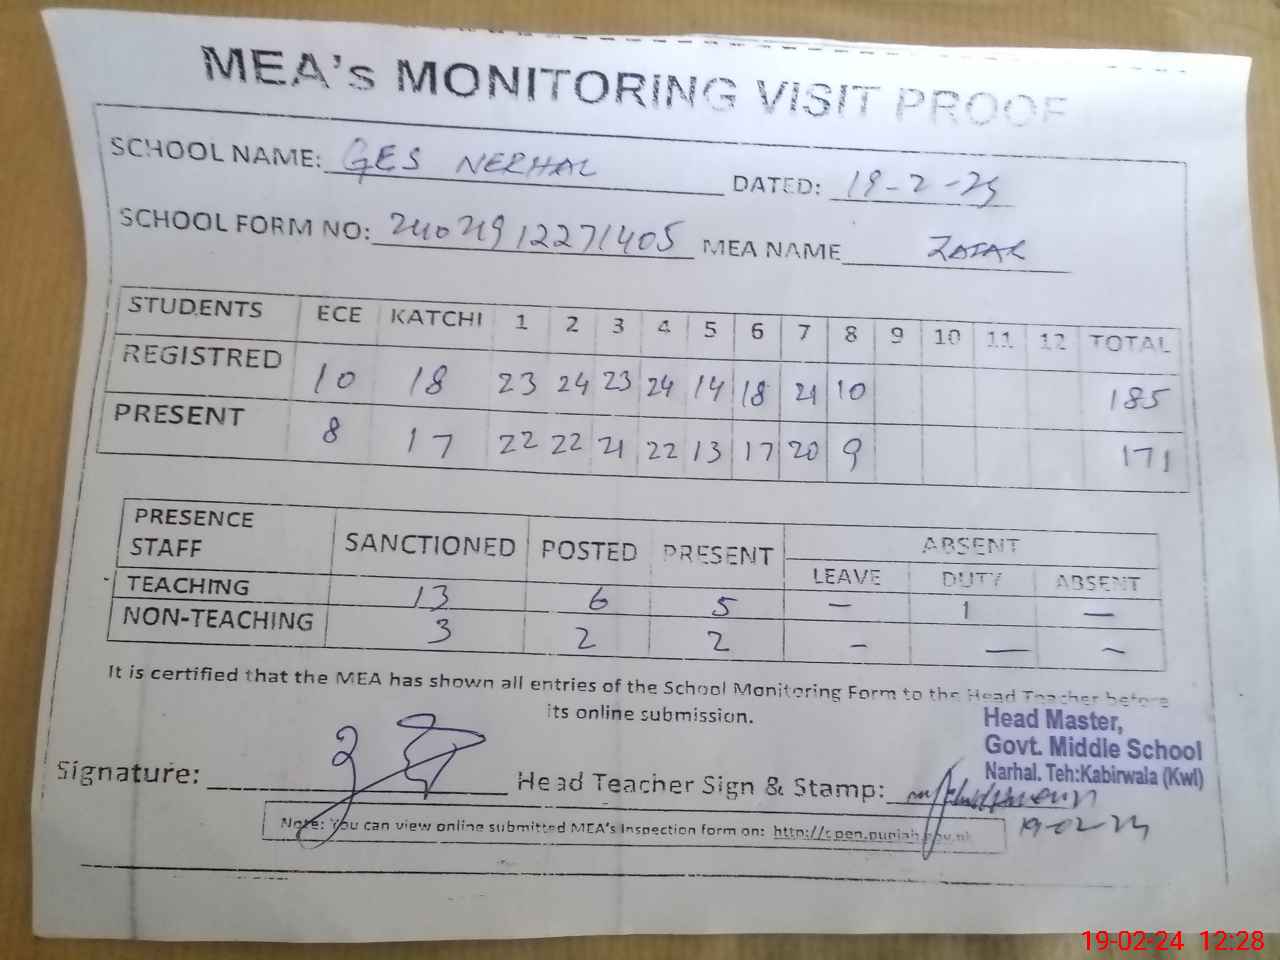 MEA's MONITORING VISIT PROOF
SCHOOL NAME: GES NERHAL DATED: 19-2-24
SCHOOL FORM NO: 24021912271405 MEA NAME ZAFAR
STUDENTS ECE KATCHI 1 2 3 4 5 6 7 8 9 10 11 12 TOTAL
REGISTRED 10 18 23 24 23 24 14 18 21 10 185
PRESENT 8 17 22 22 21 22 13 17 20 9 171
PRESENCE STAFF SANCTIONED POSTED PRESENT ABSENT
LEAVE DUTY ABSENT
TEACHING 13 6 5 – 1 –
NON-TEACHING 3 2 2 – – –
It is certified that the MEA has shown all entries of the School Monitoring Form to the Head Teacher before
its online submission.
Head Master,
Govt. Middle School
Narhal. Teh:Kabirwala (Kwl)
Signature: Head Teacher Sign & Stamp:
19-02-24
Note: You can view online submitted MEA's Inspection form on: http://open.punjab.gov.pk
19-02-24 12:28